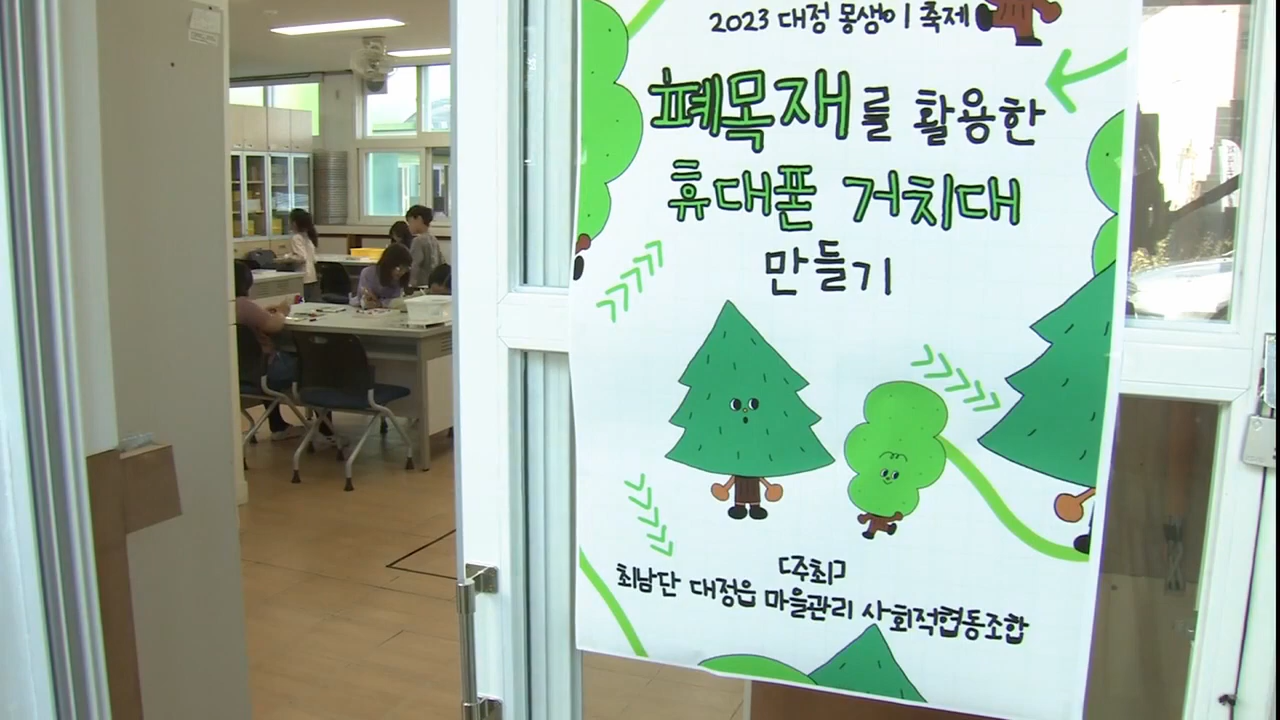 2023 대정 몽생이 축제
폐목재를 활용한
휴대폰 거치대
만들기
[주최]
최남단 대정읍 마을관리 사회적협동조합